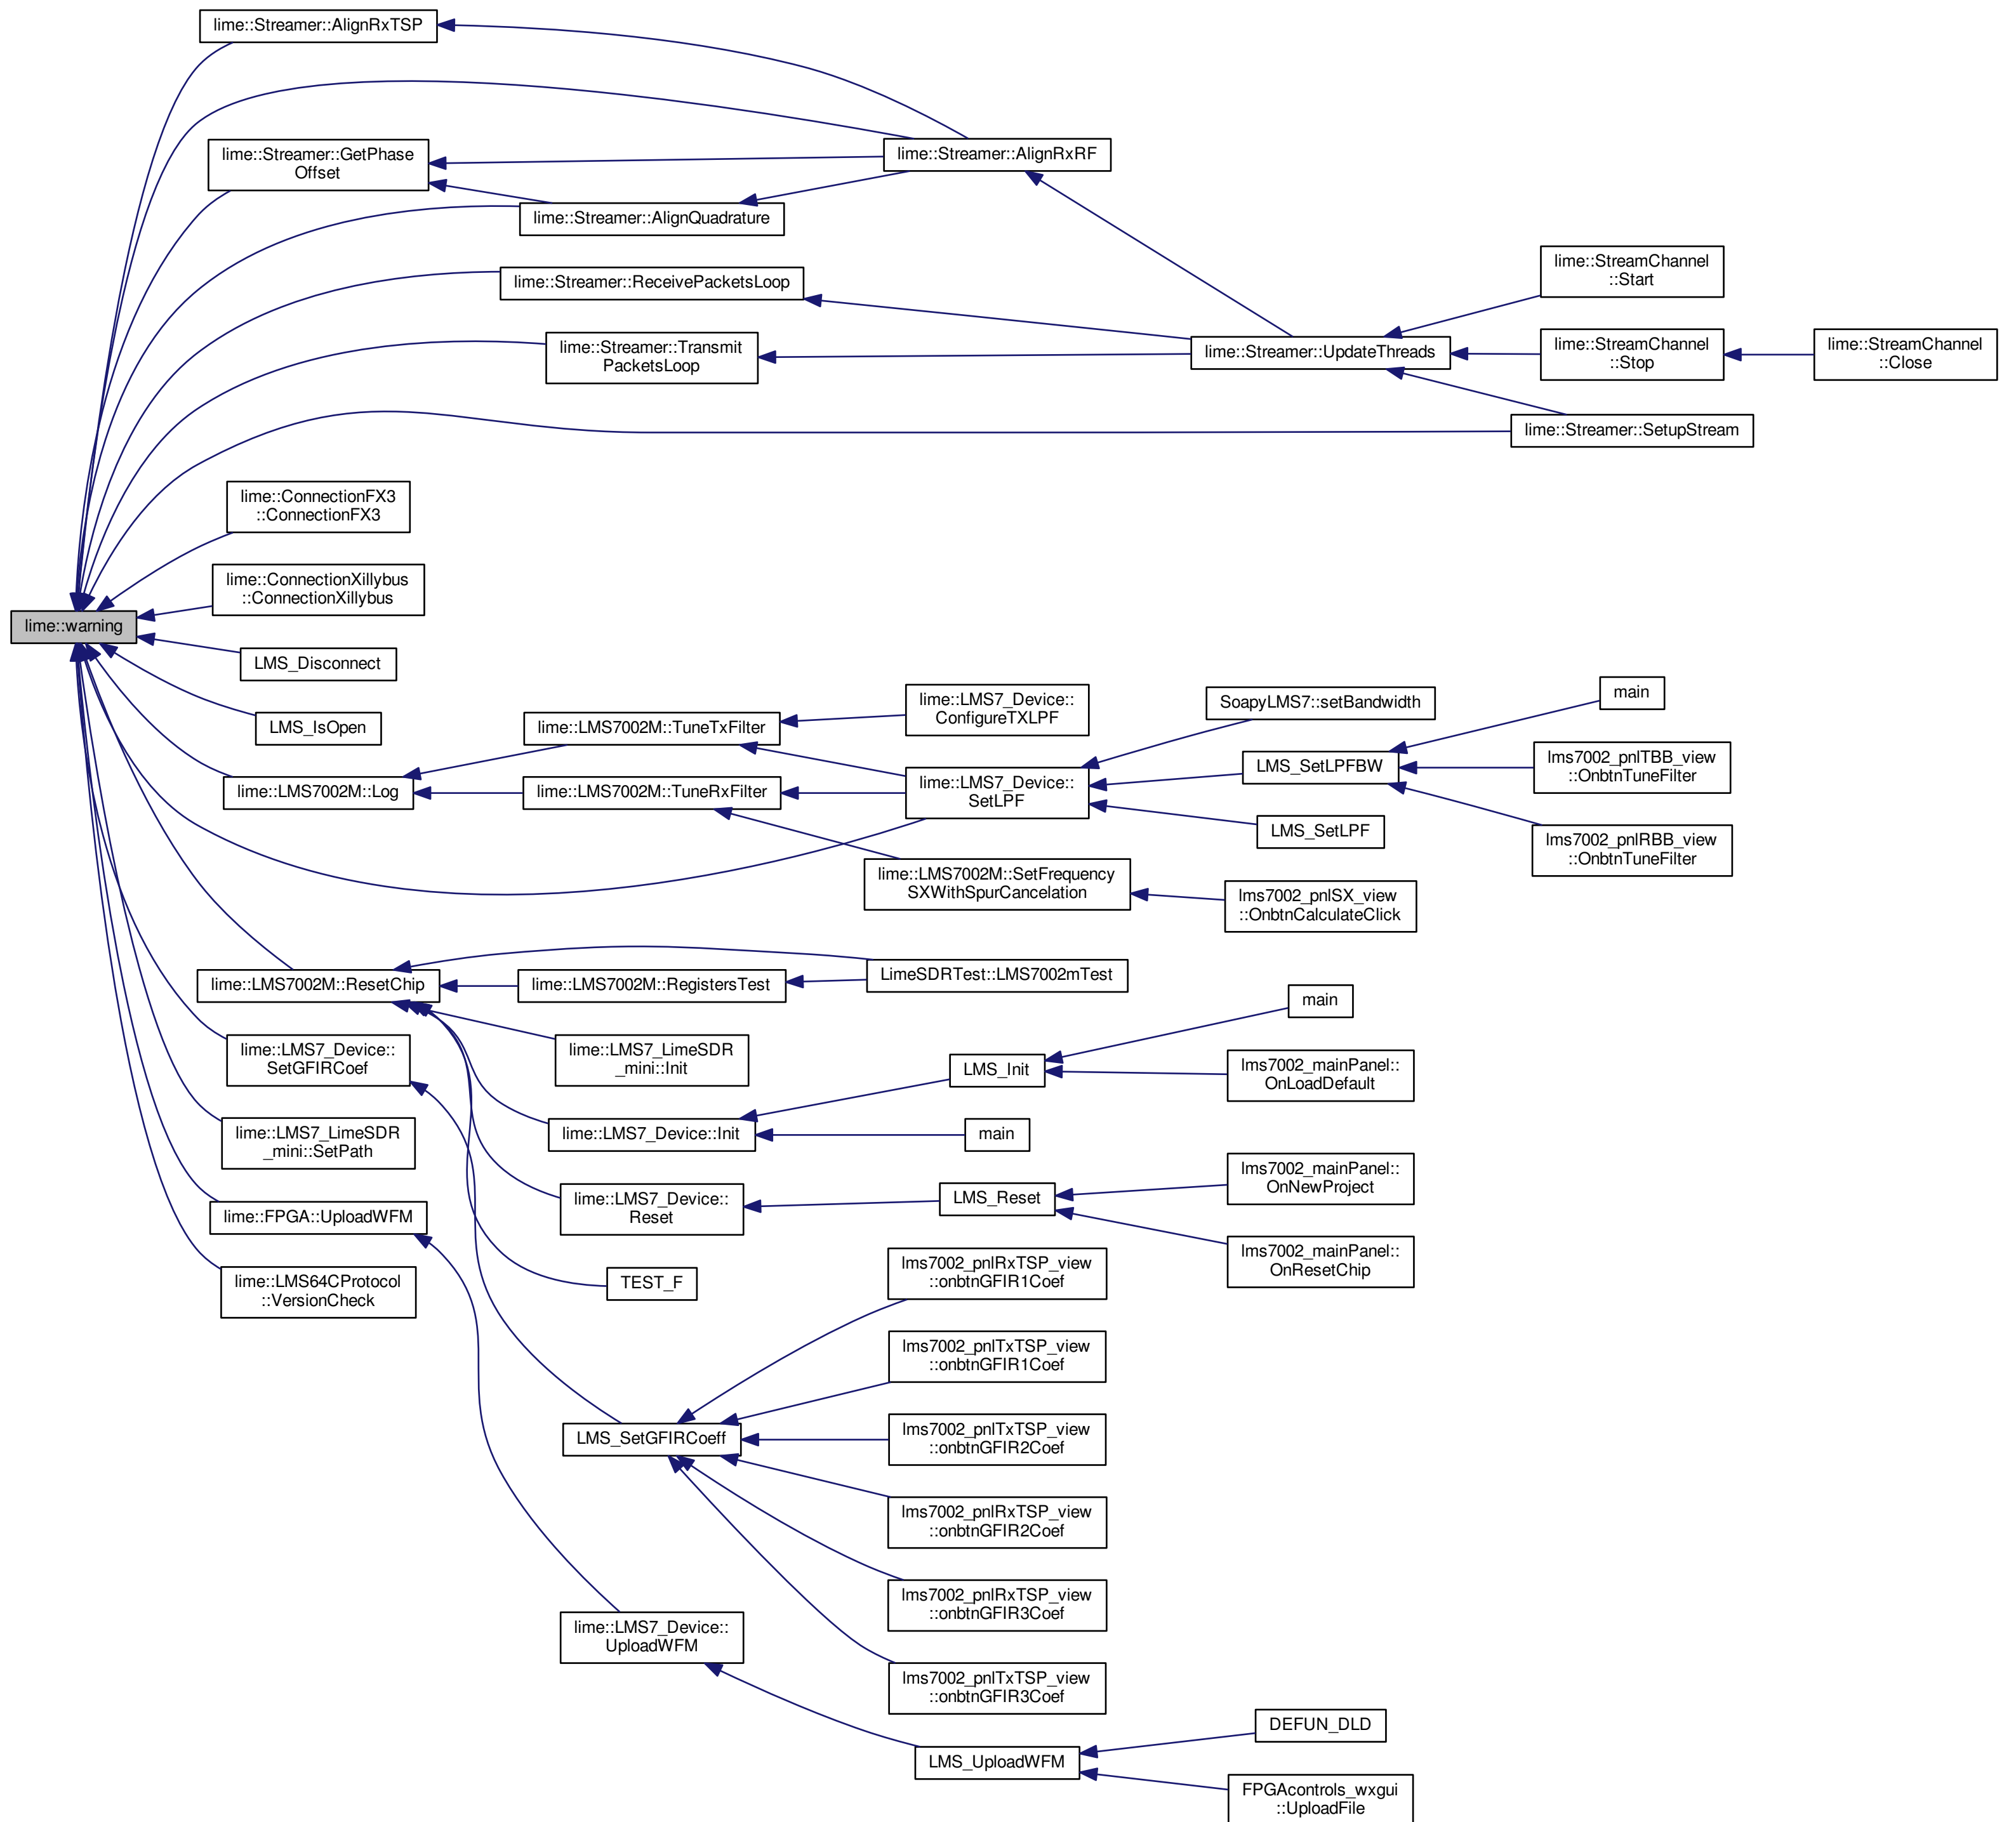 lime::Streamer::AlignRxTSP
lime::Streamer::GetPhase
Offset
lime::Streamer::AlignRxRF
lime::Streamer::AlignQuadrature
lime::Streamer::ReceivePacketsLoop
lime::Streamer::Transmit
PacketsLoop
lime::Streamer::UpdateThreads
lime::StreamChannel
::Start
lime::StreamChannel
::Stop
lime::StreamChannel
::Close
lime::Streamer::SetupStream
lime::ConnectionFX3
::ConnectionFX3
lime::ConnectionXillybus
::ConnectionXillybus
lime::warning
LMS_Disconnect
LMS_IsOpen
lime::LMS7002M::Log
lime::LMS7002M::TuneTxFilter
lime::LMS7002M::TuneRxFilter
lime::LMS7_Device::
ConfigureTXLPF
lime::LMS7_Device::
SetLPF
lime::LMS7002M::SetFrequency
SXWithSpurCancelation
SoapyLMS7::setBandwidth
LMS_SetLPFBW
LMS_SetLPF
lms7002_pnlSX_view
::OnbtnCalculateClick
main
lms7002_pnlTBB_view
::OnbtnTuneFilter
lms7002_pnlRBB_view
::OnbtnTuneFilter
lime::LMS7002M::ResetChip
lime::LMS7002M::RegistersTest
LimeSDRTest::LMS7002mTest
lime::LMS7_LimeSDR
_mini::Init
lime::LMS7_Device::Init
LMS_Init
main
main
lms7002_mainPanel::
OnLoadDefault
lime::LMS7_Device::
Reset
LMS_Reset
lms7002_mainPanel::
OnNewProject
lms7002_mainPanel::
OnResetChip
TEST_F
lime::LMS7_Device::
SetGFIRCoef
lime::LMS7_LimeSDR
_mini::SetPath
lime::FPGA::UploadWFM
lime::LMS64CProtocol
::VersionCheck
LMS_SetGFIRCoeff
lms7002_pnlRxTSP_view
::onbtnGFIR1Coef
lms7002_pnlTxTSP_view
::onbtnGFIR1Coef
lms7002_pnlTxTSP_view
::onbtnGFIR2Coef
lms7002_pnlRxTSP_view
::onbtnGFIR2Coef
lms7002_pnlRxTSP_view
::onbtnGFIR3Coef
lms7002_pnlTxTSP_view
::onbtnGFIR3Coef
lime::LMS7_Device::
UploadWFM
LMS_UploadWFM
DEFUN_DLD
FPGAcontrols_wxgui
::UploadFile